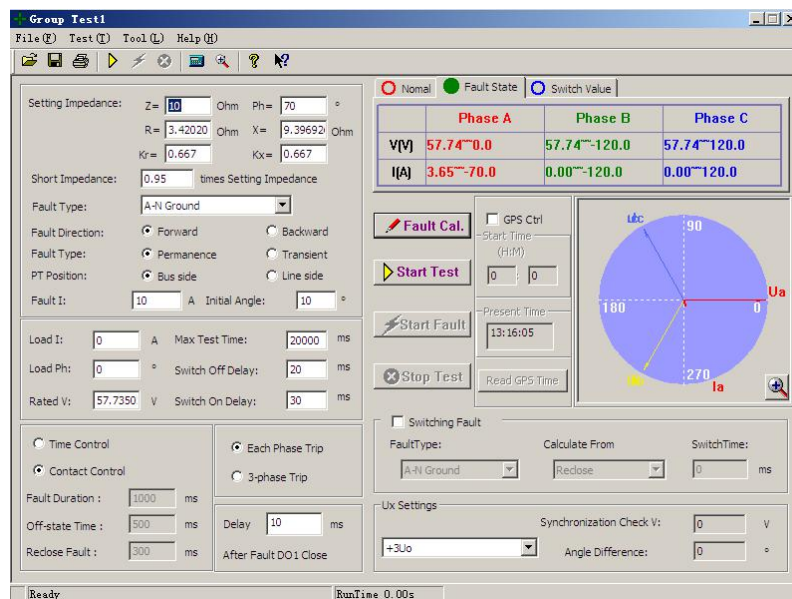 Group Test1
File(F) Test(T) Tool(L) Help(H)
Setting Impedance: Z= 10 Ohm Ph= 70 °
R= 3.42020 Ohm X= 9.39692 Ohm
Kr= 0.667 Kx= 0.667
Short Impedance: 0.95 times Setting Impedance
Fault Type: A-N Ground
Fault Direction: Forward Backward
Fault Type: Permanence Transient
PT Position: Bus side Line side
Fault I: 10 A Initial Angle: 10 °
Load I: 0 A Max Test Time: 20000 ms
Load Ph: 0 ° Switch Off Delay: 20 ms
Rated V: 57.7350 V Switch On Delay: 30 ms
Time Control
Contact Control
Fault Duration : 1000 ms
Off-state Time : 500 ms
Reclose Fault : 300 ms
Each Phase Trip
3-phase Trip
Delay 10 ms
After Fault DO1 Close
Nomal Fault State Switch Value
Phase A Phase B Phase C
V(V) 57.74~~0.0 57.74~~-120.0 57.74~~120.0
I(A) 3.65~~-70.0 0.00~~-120.0 0.00~~120.0
Fault Cal.
Start Test
Start Fault
Stop Test
GPS Ctrl
Start Time
(H:M)
0 : 0
Present Time
13:16:05
Read GPS Time
90
Ua
180 0
270
Ia
Switching Fault
FaultType: Calculate From SwitchTime:
A-N Ground Reclose 0 ms
Ux Settings
Synchronization Check V: 0 V
+3Uo Angle Difference: 0 °
Ready RunTime 0.00s